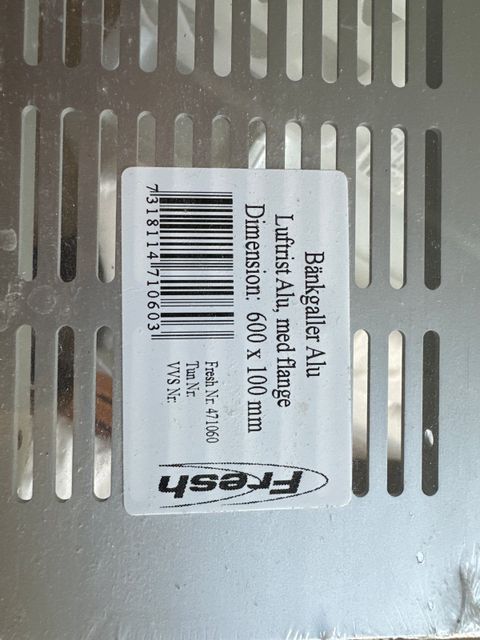 Bänkgaller Alu
Luftrist Alu, med flange
Dimension: 600 x 100 mm
7318114710603
Fresh Nr. 471060
Tun Nr.
VVS Nr.
Fresh